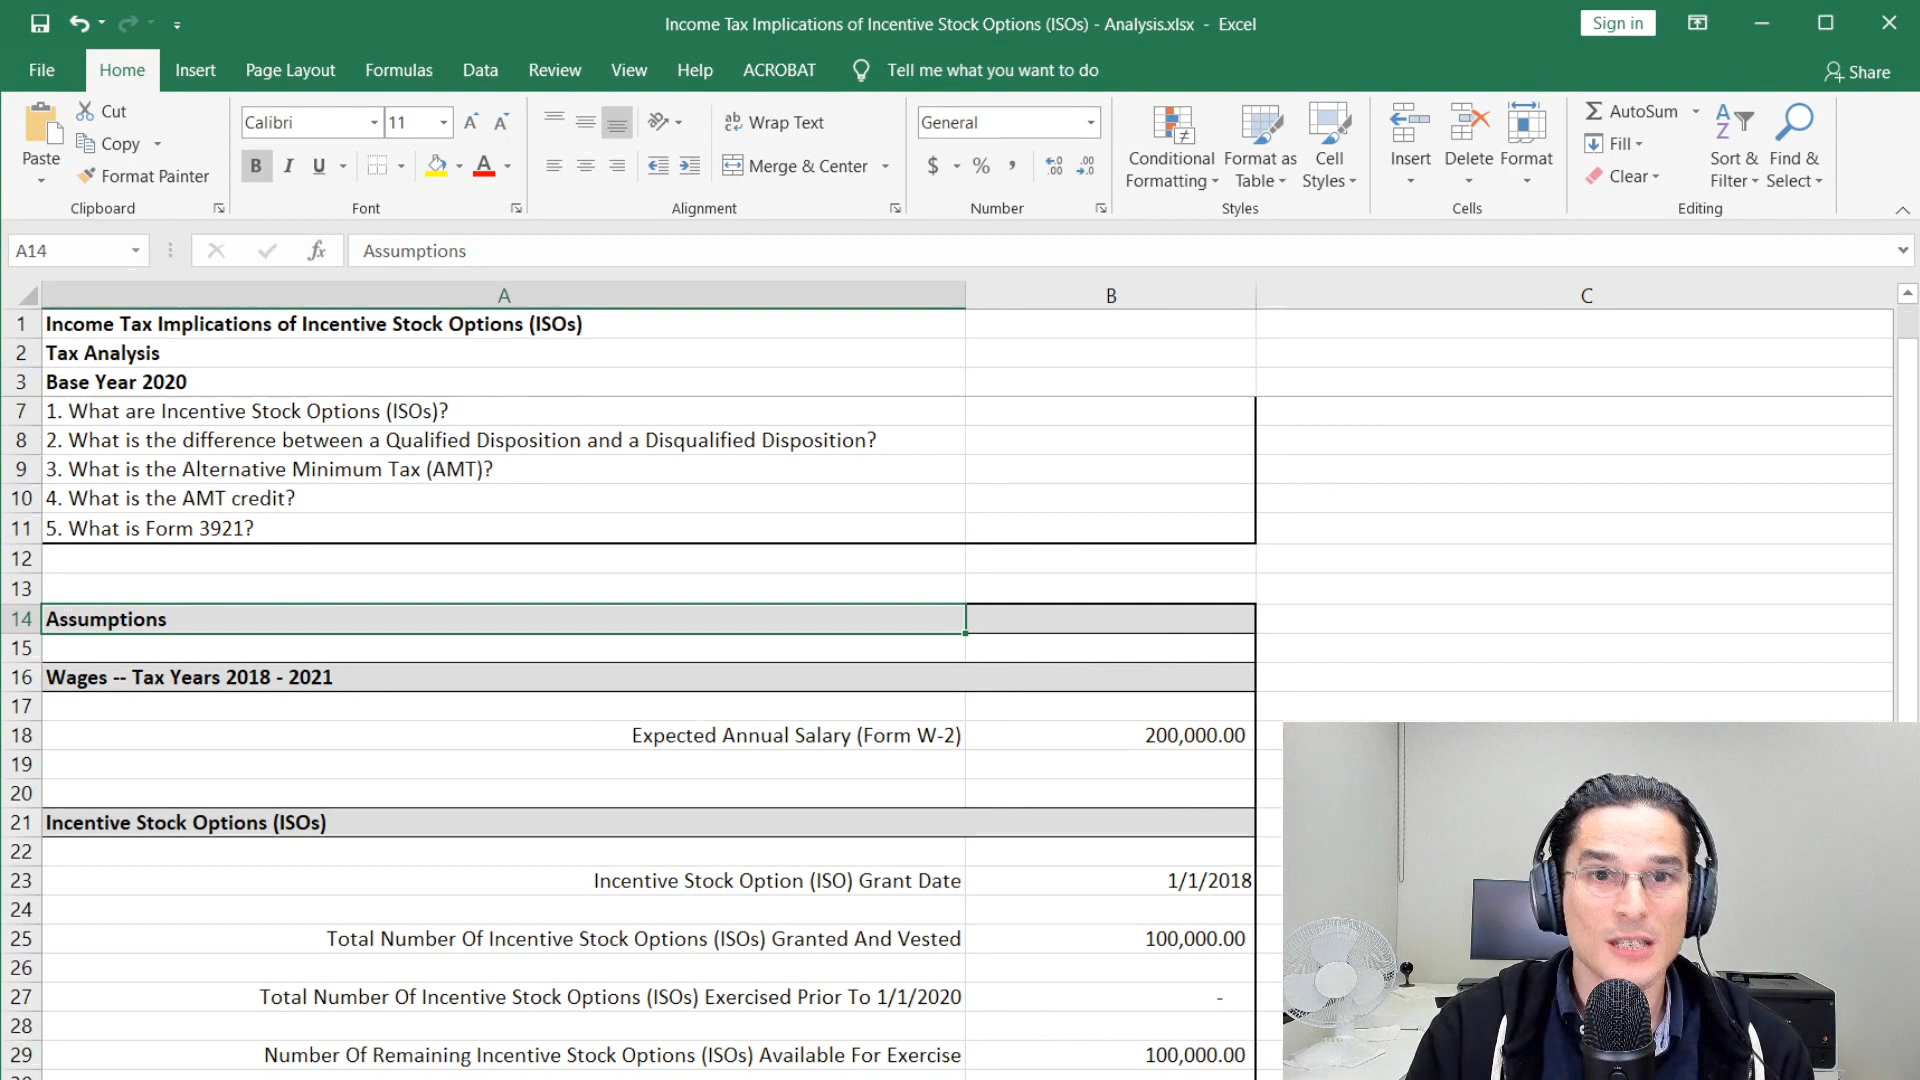 Income Tax Implications of Incentive Stock Options (ISOs) - Analysis.xlsx - Excel
Sign in
File Home Insert Page Layout Formulas Data Review View Help ACROBAT Tell me what you want to do Share
Paste
Cut
Copy
Format Painter
Clipboard
Calibri 11
B I U
Font
Wrap Text
Merge & Center
Alignment
General
$ % ,
Number
Conditional Formatting
Format as Table
Cell Styles
Styles
Insert Delete Format
Cells
AutoSum
Fill
Clear
Sort & Filter
Find & Select
Editing
A14 fx Assumptions
A B C
1 Income Tax Implications of Incentive Stock Options (ISOs)
2 Tax Analysis
3 Base Year 2020
7 1. What are Incentive Stock Options (ISOs)?
8 2. What is the difference between a Qualified Disposition and a Disqualified Disposition?
9 3. What is the Alternative Minimum Tax (AMT)?
10 4. What is the AMT credit?
11 5. What is Form 3921?
12
13
14 Assumptions
15
16 Wages -- Tax Years 2018 - 2021
17
18 Expected Annual Salary (Form W-2) 200,000.00
19
20
21 Incentive Stock Options (ISOs)
22
23 Incentive Stock Option (ISO) Grant Date 1/1/2018
24
25 Total Number Of Incentive Stock Options (ISOs) Granted And Vested 100,000.00
26
27 Total Number Of Incentive Stock Options (ISOs) Exercised Prior To 1/1/2020 -
28
29 Number Of Remaining Incentive Stock Options (ISOs) Available For Exercise 100,000.00